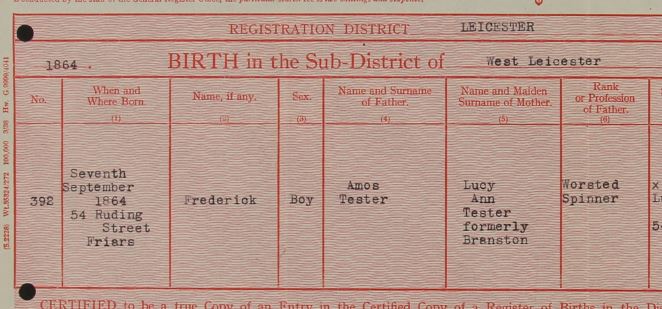 REGISTRATION DISTRICT LEICESTER
1864. BIRTH in the Sub-District of West Leicester
No. When and Where Born. Name, if any. Sex. Name and Surname of Father. Name and Maiden Surname of Mother. Rank or Profession of Father.
(1) (2) (3) (4) (5) (6)
392 Seventh September 1864 54 Ruding Street Friars Frederick Boy Amos Tester Lucy Ann Tester formerly Branston Worsted Spinner
CERTIFIED to be a true Copy of an Entry in the Certified Copy of a Register of Births in the